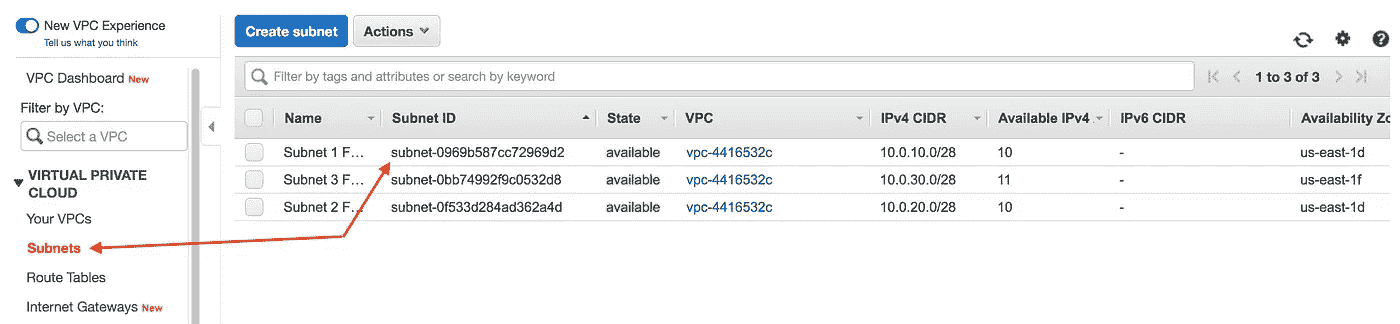 New VPC Experience
Tell us what you think
VPC Dashboard New
Filter by VPC:
Select a VPC
VIRTUAL PRIVATE
CLOUD
Your VPCs
Subnets
Route Tables
Internet Gateways New
Create subnet Actions
Filter by tags and attributes or search by keyword 1 to 3 of 3
Name Subnet ID State VPC IPv4 CIDR Available IPv4 IPv6 CIDR Availability Zo
Subnet 1 F… subnet-0969b587cc72969d2 available vpc-4416532c 10.0.10.0/28 10 - us-east-1d
Subnet 3 F… subnet-0bb74992f9c0532d8 available vpc-4416532c 10.0.30.0/28 11 - us-east-1f
Subnet 2 F… subnet-0f533d284ad362a4d available vpc-4416532c 10.0.20.0/28 10 - us-east-1d